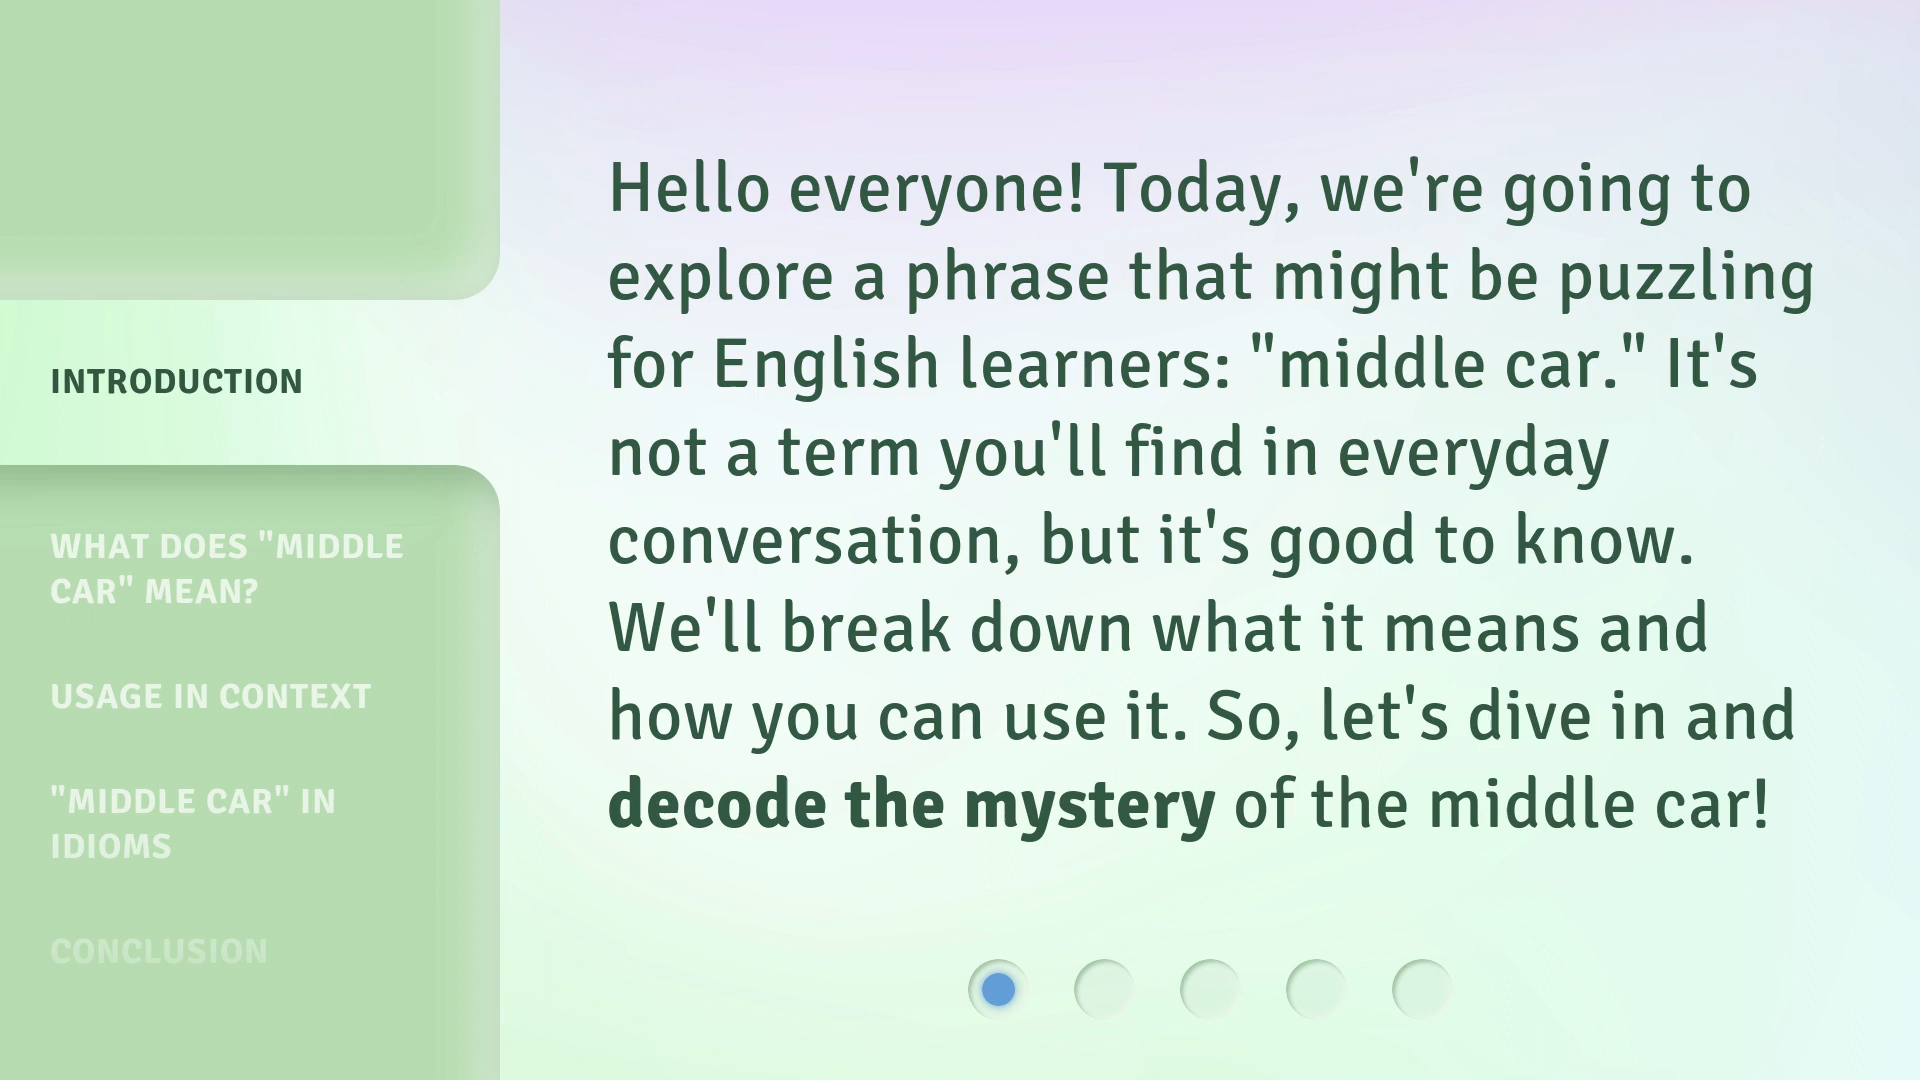 INTRODUCTION
WHAT DOES "MIDDLE
CAR" MEAN?
USAGE IN CONTEXT
"MIDDLE CAR" IN
IDIOMS
CONCLUSION
Hello everyone! Today, we're going to
explore a phrase that might be puzzling
for English learners: "middle car." It's
not a term you'll find in everyday
conversation, but it's good to know.
We'll break down what it means and
how you can use it. So, let's dive in and
decode the mystery of the middle car!